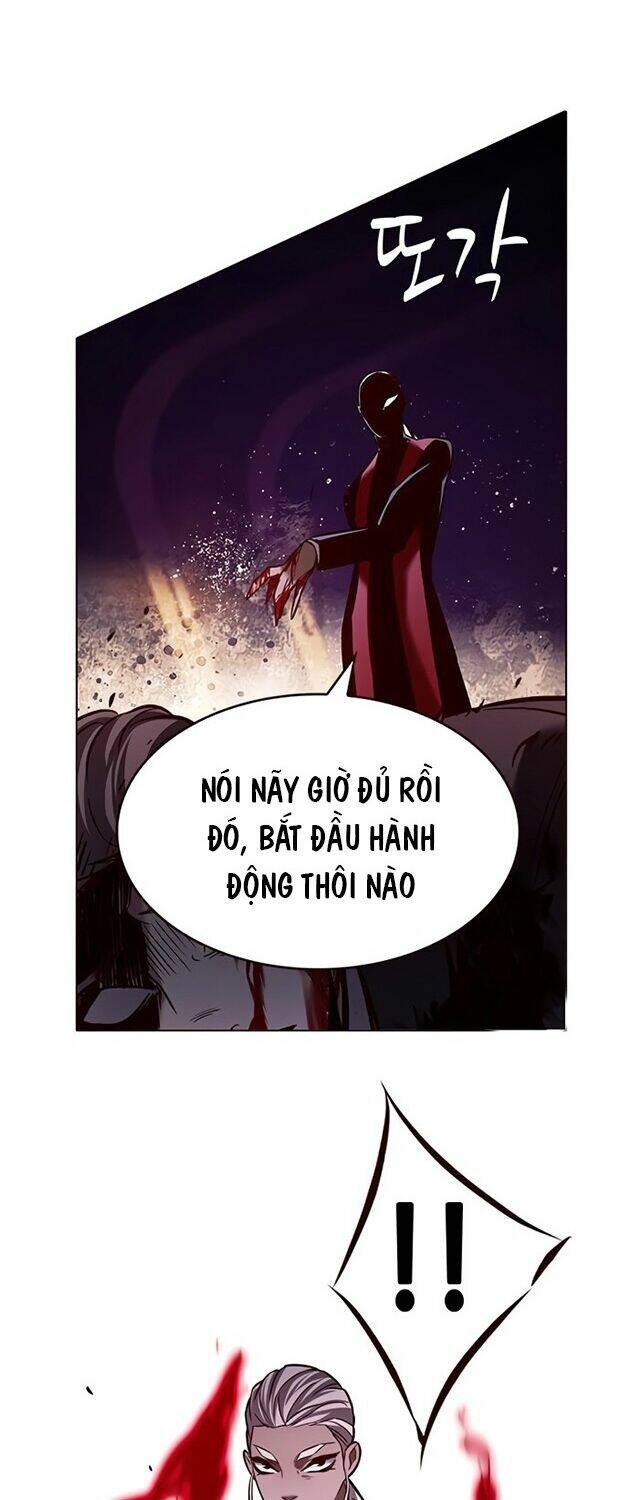 또각
NÓI NÃY GIỜ ĐỦ RỒI
ĐÓ, BẮT ĐẦU HÀNH
ĐỘNG THÔI NÀO
!!